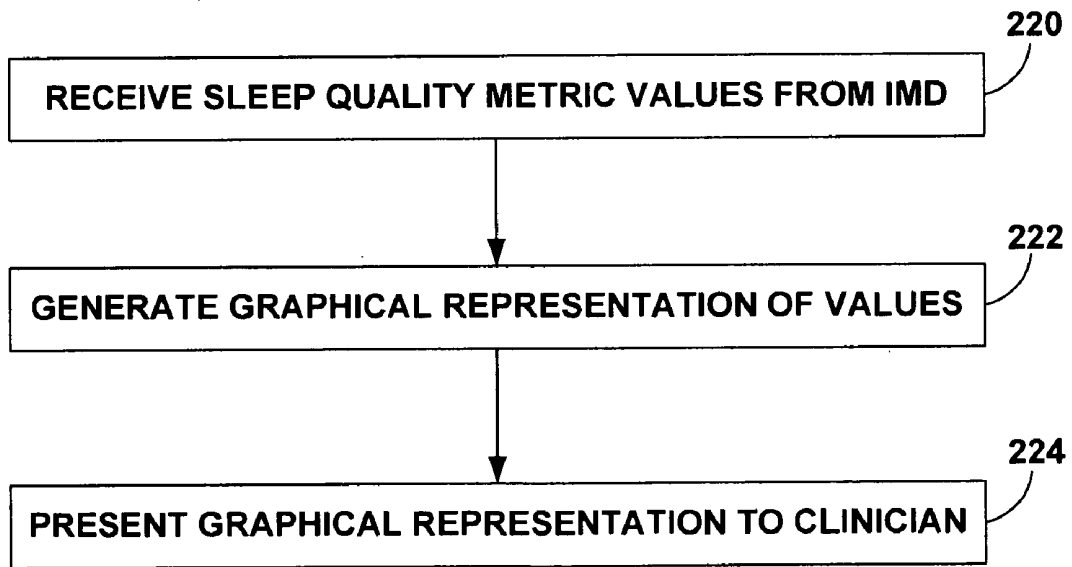 220
RECEIVE SLEEP QUALITY METRIC VALUES FROM IMD
222
GENERATE GRAPHICAL REPRESENTATION OF VALUES
224
PRESENT GRAPHICAL REPRESENTATION TO CLINICIAN